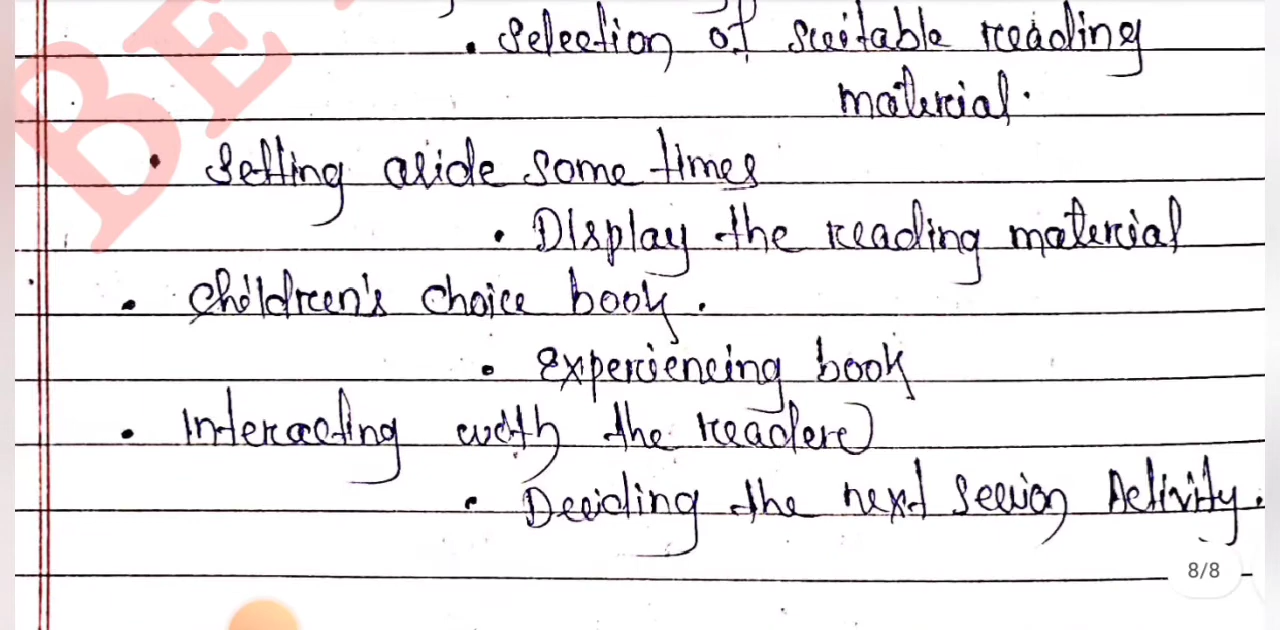 • Selection of suitable reading
material.
• Setting aside some times
• Display the reading material
• Children's choice book.
• Experiencing book
• Interacting with the reader
• Deciding the next session Activity.
8/8